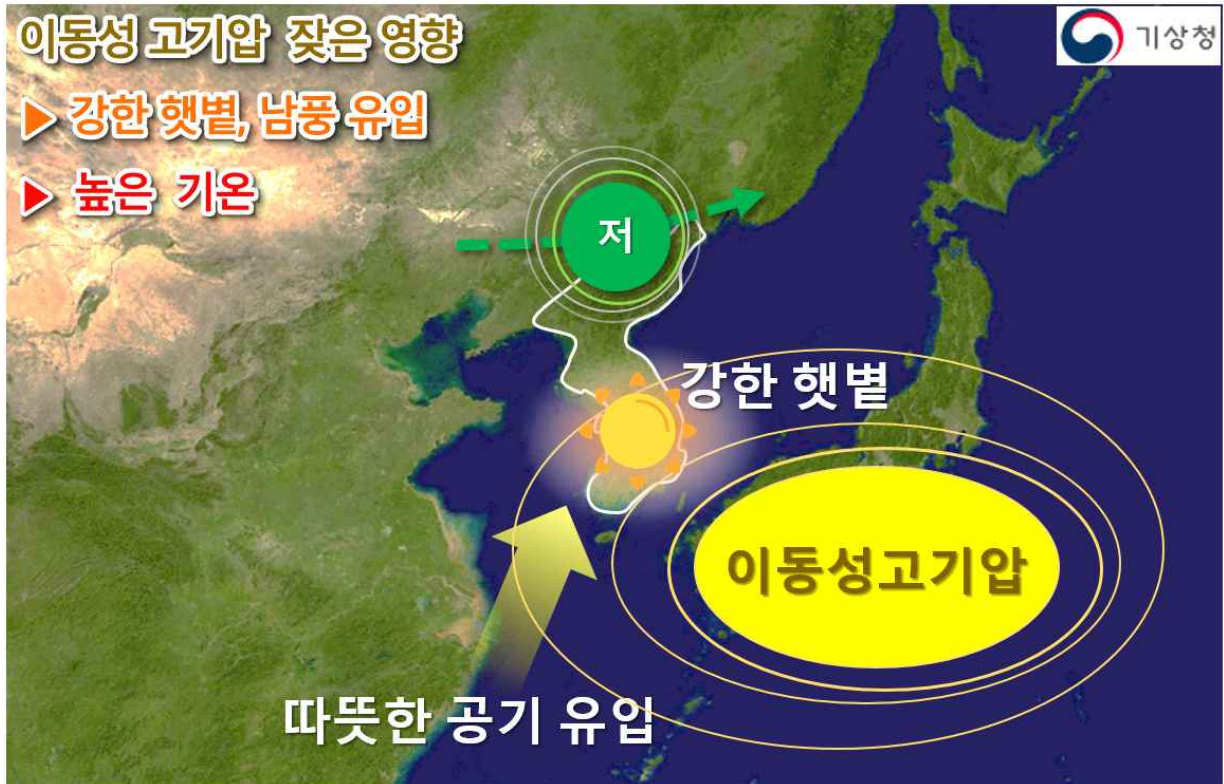 이동성 고기압 잦은 영향
▶ 강한 햇볕, 남풍 유입
▶ 높은 기온
기상청
저
강한 햇볕
이동성고기압
따뜻한 공기 유입